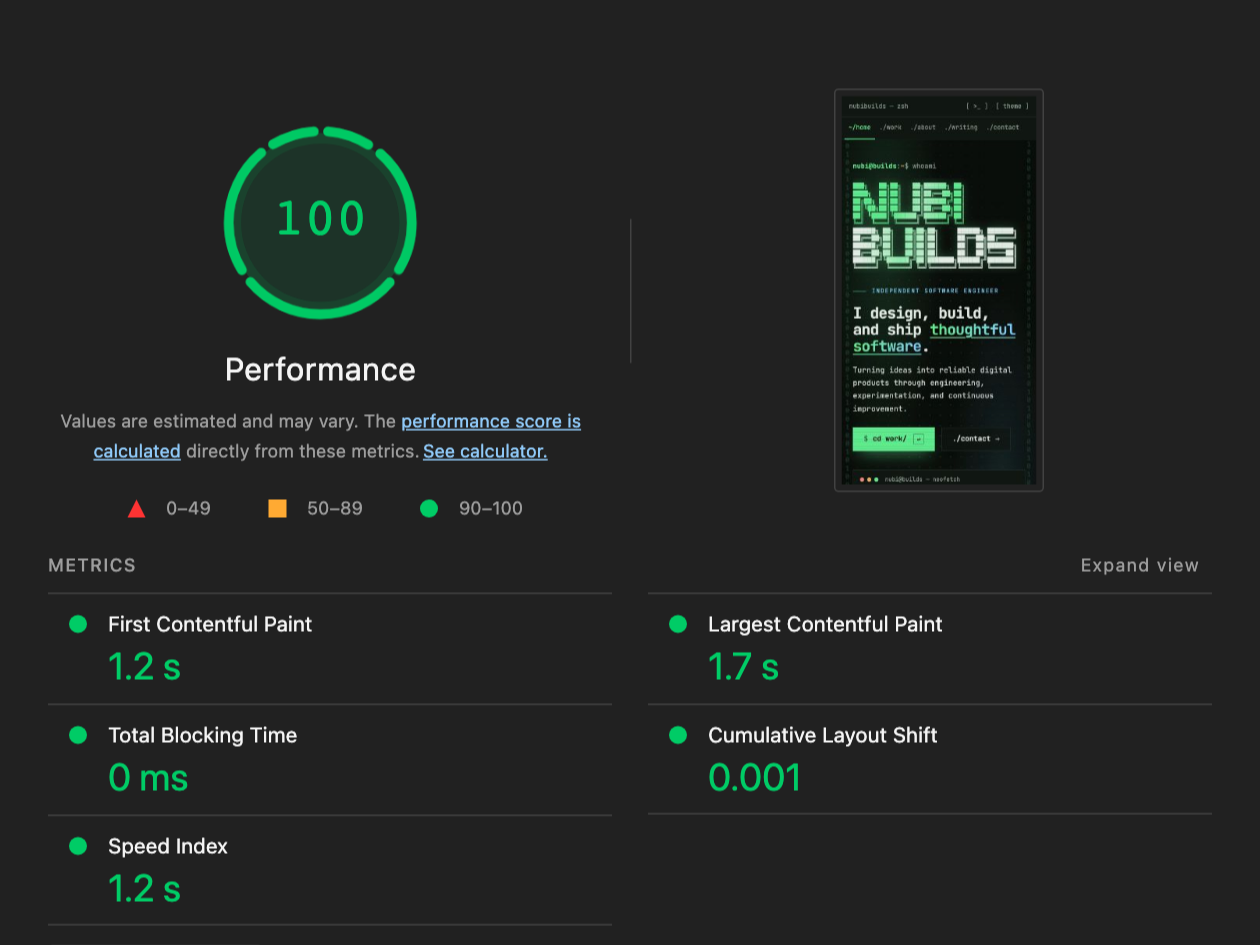 100
Performance
Values are estimated and may vary. The performance score is
calculated directly from these metrics. See calculator.
0–49
50–89
90–100
nubibuilds — zsh
[ >_ ] [ theme ]
~/home ./work ./about ./writing ./contact
nubi@builds:~$ whoami
NUBI
BUILDS
INDEPENDENT SOFTWARE ENGINEER
I design, build,
and ship thoughtful
software.
Turning ideas into reliable digital
products through engineering,
experimentation, and continuous
improvement.
$ cd work/ ↵
./contact →
nubi@builds — neofetch
METRICS
Expand view
First Contentful Paint
1.2 s
Largest Contentful Paint
1.7 s
Total Blocking Time
0 ms
Cumulative Layout Shift
0.001
Speed Index
1.2 s